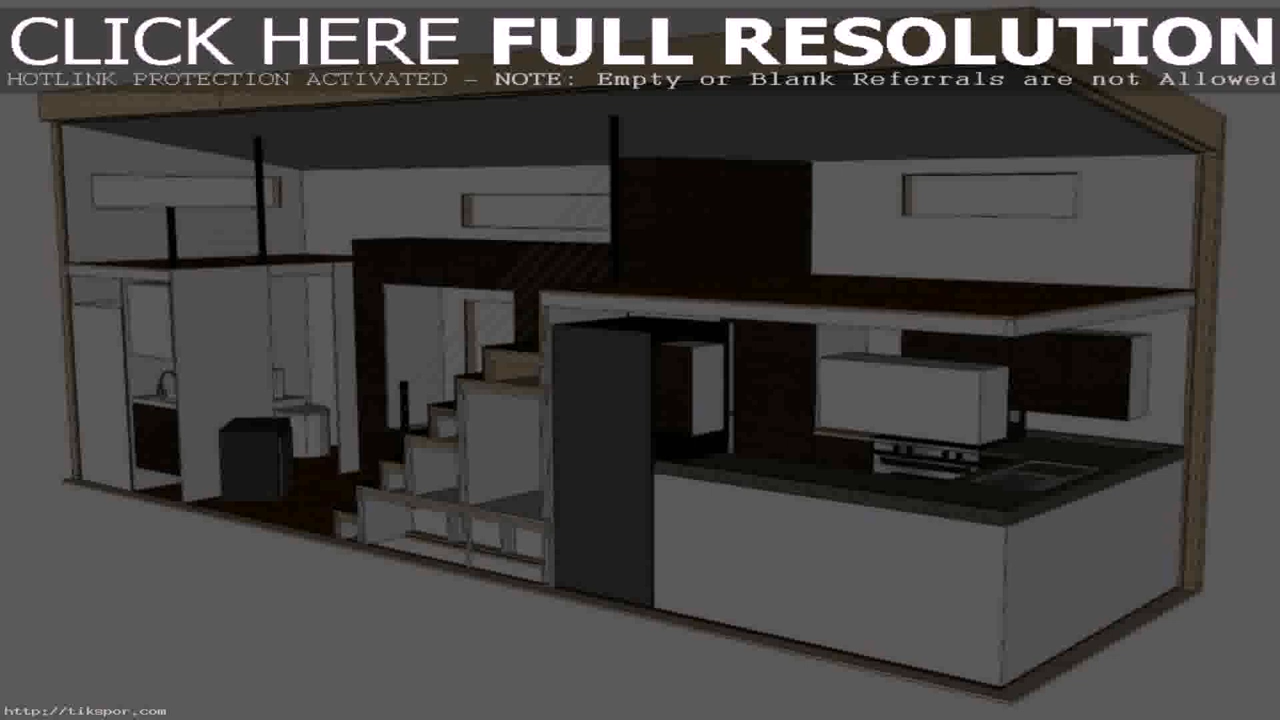 CLICK HERE FULL RESOLUTION
HOTLINK PROTECTION ACTIVATED – NOTE: Empty or Blank Referrals are not Allowed
http://tikspor.com